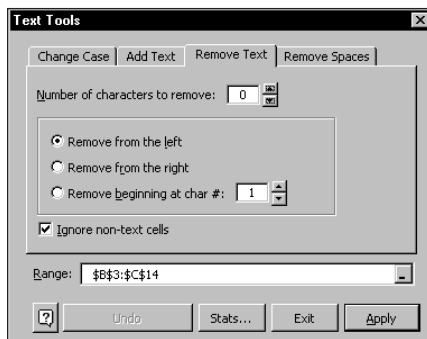 Text Tools
Change Case Add Text Remove Text Remove Spaces
Number of characters to remove: 0
Remove from the left
Remove from the right
Remove beginning at char #: 1
Ignore non-text cells
Range: $B$3:$C$14
? Undo Stats... Exit Apply